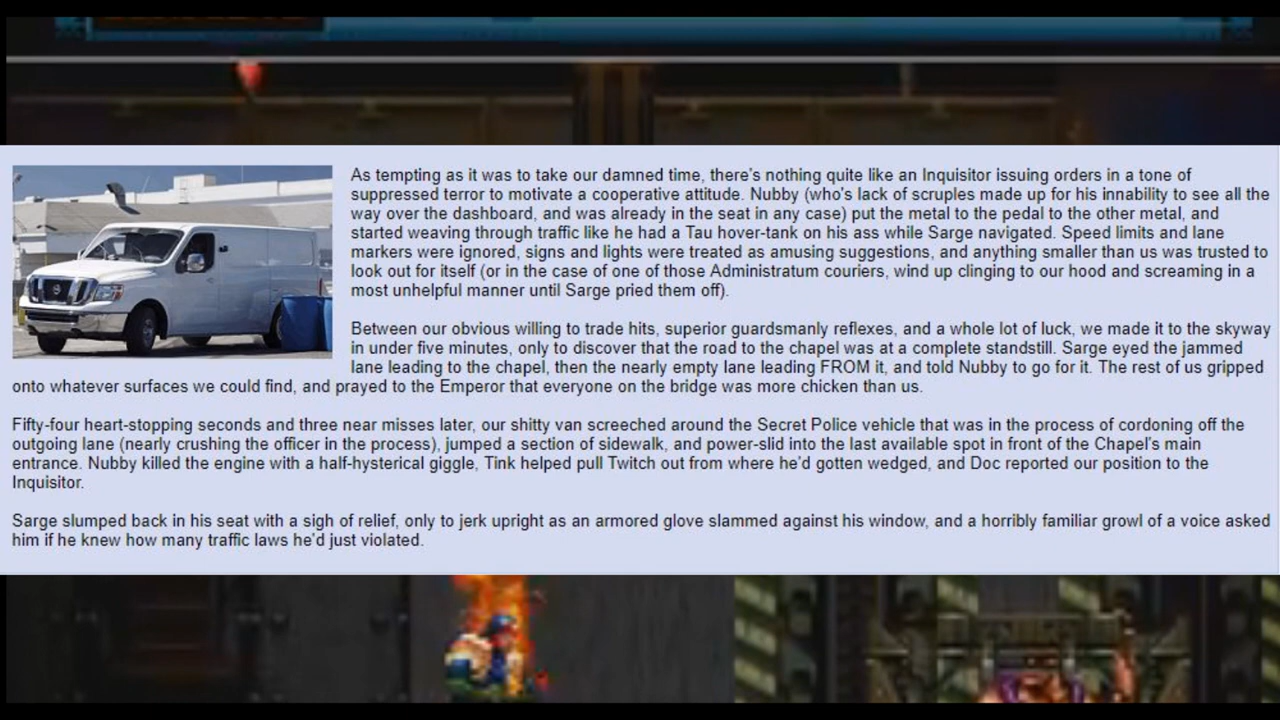 As tempting as it was to take our damned time, there's nothing quite like an Inquisitor issuing orders in a tone of
suppressed terror to motivate a cooperative attitude. Nubby (who's lack of scruples made up for his innability to see all the
way over the dashboard, and was already in the seat in any case) put the metal to the pedal to the other metal, and
started weaving through traffic like he had a Tau hover-tank on his ass while Sarge navigated. Speed limits and lane
markers were ignored, signs and lights were treated as amusing suggestions, and anything smaller than us was trusted to
look out for itself (or in the case of one of those Administratum couriers, wind up clinging to our hood and screaming in a
most unhelpful manner until Sarge pried them off).
Between our obvious willing to trade hits, superior guardsmanly reflexes, and a whole lot of luck, we made it to the skyway
in under five minutes, only to discover that the road to the chapel was at a complete standstill. Sarge eyed the jammed
lane leading to the chapel, then the nearly empty lane leading FROM it, and told Nubby to go for it. The rest of us gripped
onto whatever surfaces we could find, and prayed to the Emperor that everyone on the bridge was more chicken than us.
Fifty-four heart-stopping seconds and three near misses later, our shitty van screeched around the Secret Police vehicle that was in the process of cordoning off the
outgoing lane (nearly crushing the officer in the process), jumped a section of sidewalk, and power-slid into the last available spot in front of the Chapel's main
entrance. Nubby killed the engine with a half-hysterical giggle, Tink helped pull Twitch out from where he'd gotten wedged, and Doc reported our position to the
Inquisitor.
Sarge slumped back in his seat with a sigh of relief, only to jerk upright as an armored glove slammed against his window, and a horribly familiar growl of a voice asked
him if he knew how many traffic laws he'd just violated.